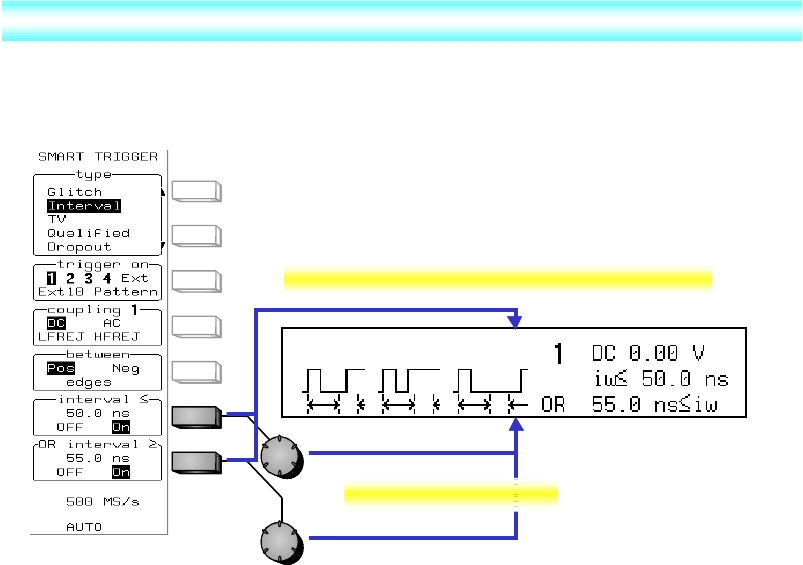 SMART TRIGGER
type
Glitch
Interval
TV
Qualified
Dropout
trigger on
1 2 3 4 Ext
Ext10 Pattern
coupling 1
DC AC
LFREJ HFREJ
between
Pos Neg
edges
interval ≤
50.0 ns
OFF On
OR interval ≥
55.0 ns
OFF On
500 MS/s
AUTO
1 DC 0.00 V
iw≤ 50.0 ns
OR 55.0 ns≤iw